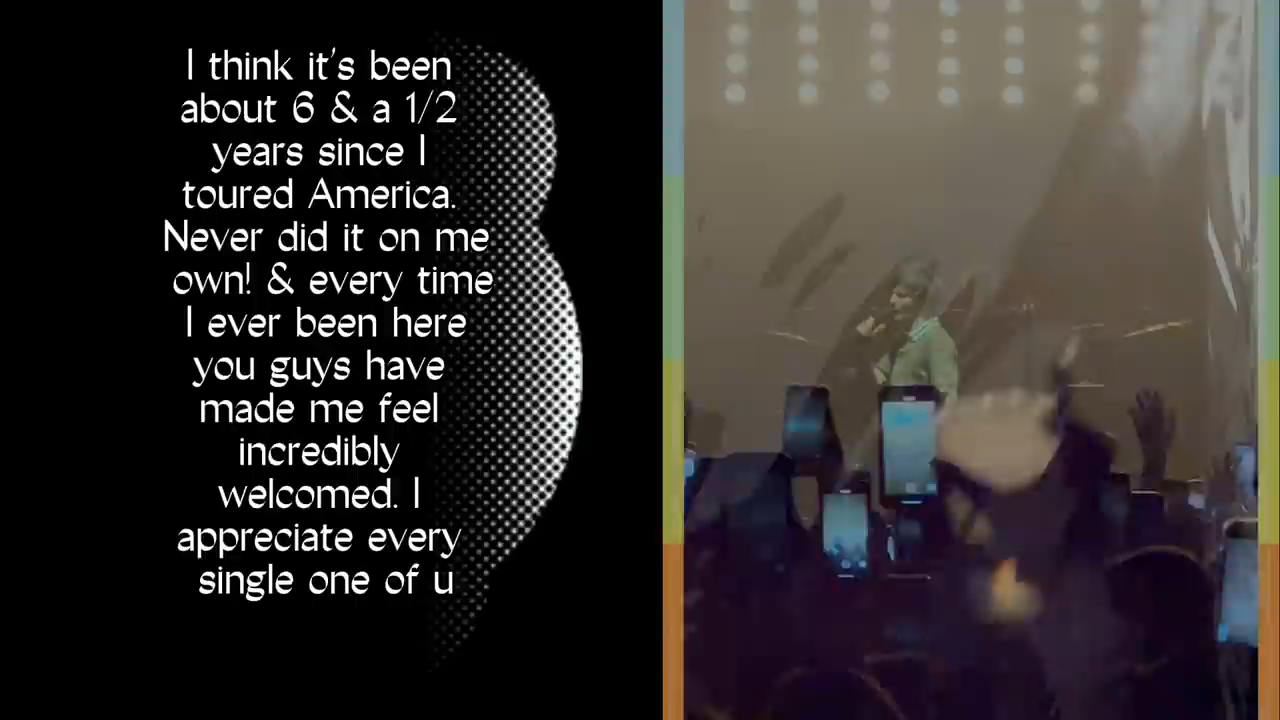 I think it's been
about 6 & a 1/2
years since I
toured America.
Never did it on me
own! & every time
I ever been here
you guys have
made me feel
incredibly
welcomed. I
appreciate every
single one of u